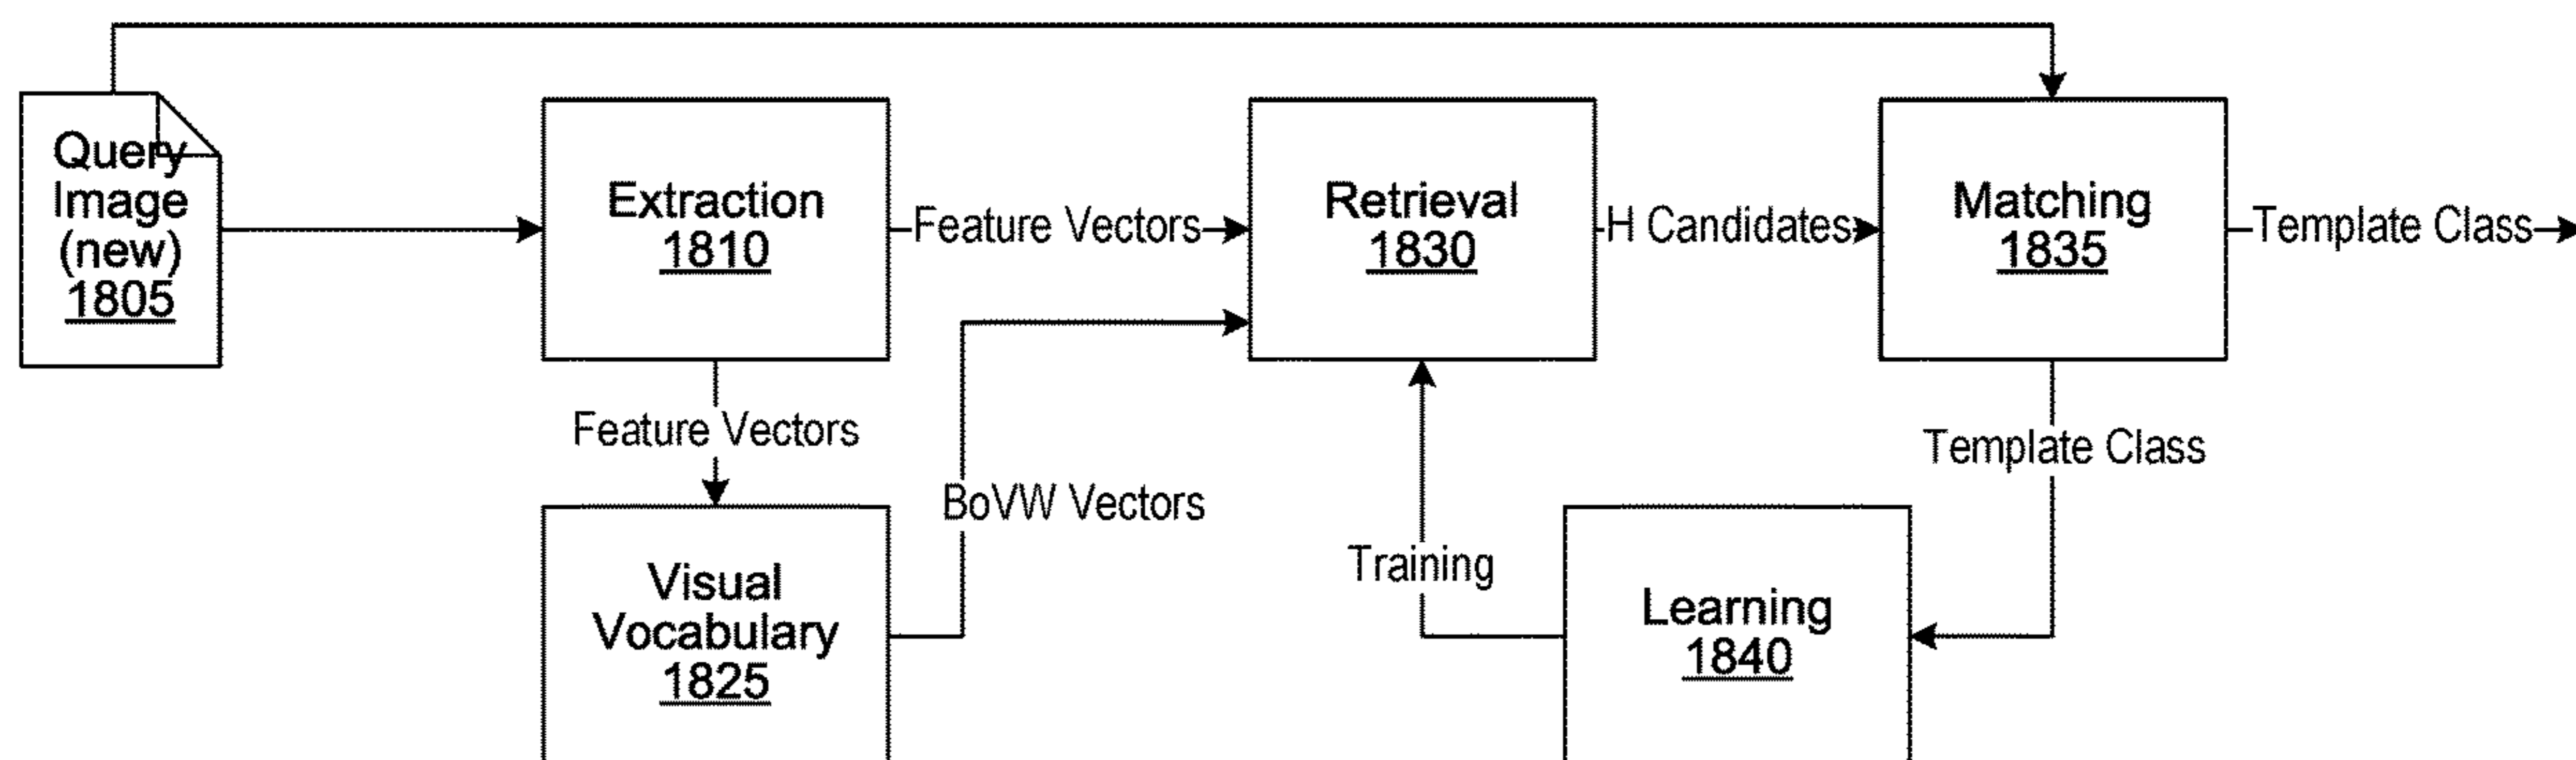 Query
Image
(new)
1805
Extraction
1810
Feature Vectors
Retrieval
1830
H Candidates
Matching
1835
Template Class
Feature Vectors
BoVW Vectors
Template Class
Training
Visual
Vocabulary
1825
Learning
1840